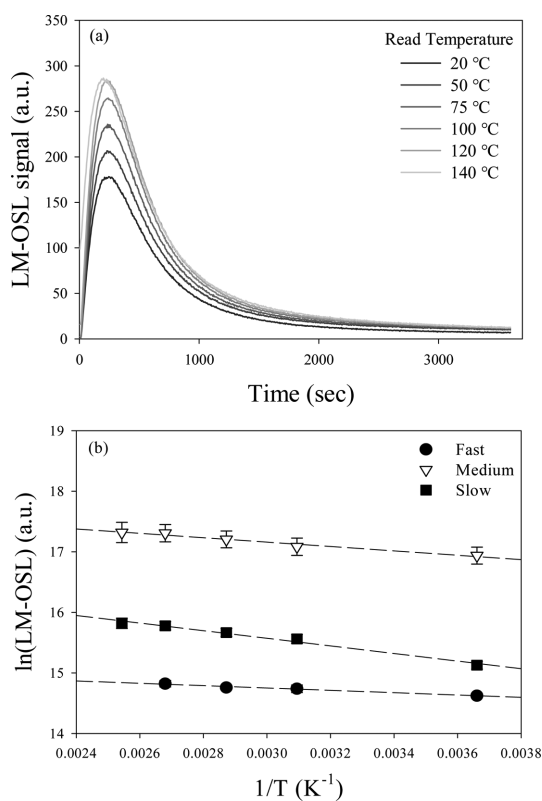 (a)
Read Temperature
20 °C
50 °C
75 °C
100 °C
120 °C
140 °C
350
300
250
200
150
100
50
0
LM-OSL signal (a.u.)
0 1000 2000 3000
Time (sec)
(b)
Fast
Medium
Slow
19
18
17
16
15
14
ln(LM-OSL) (a.u.)
0.0024 0.0026 0.0028 0.0030 0.0032 0.0034 0.0036 0.0038
1/T (K⁻¹)